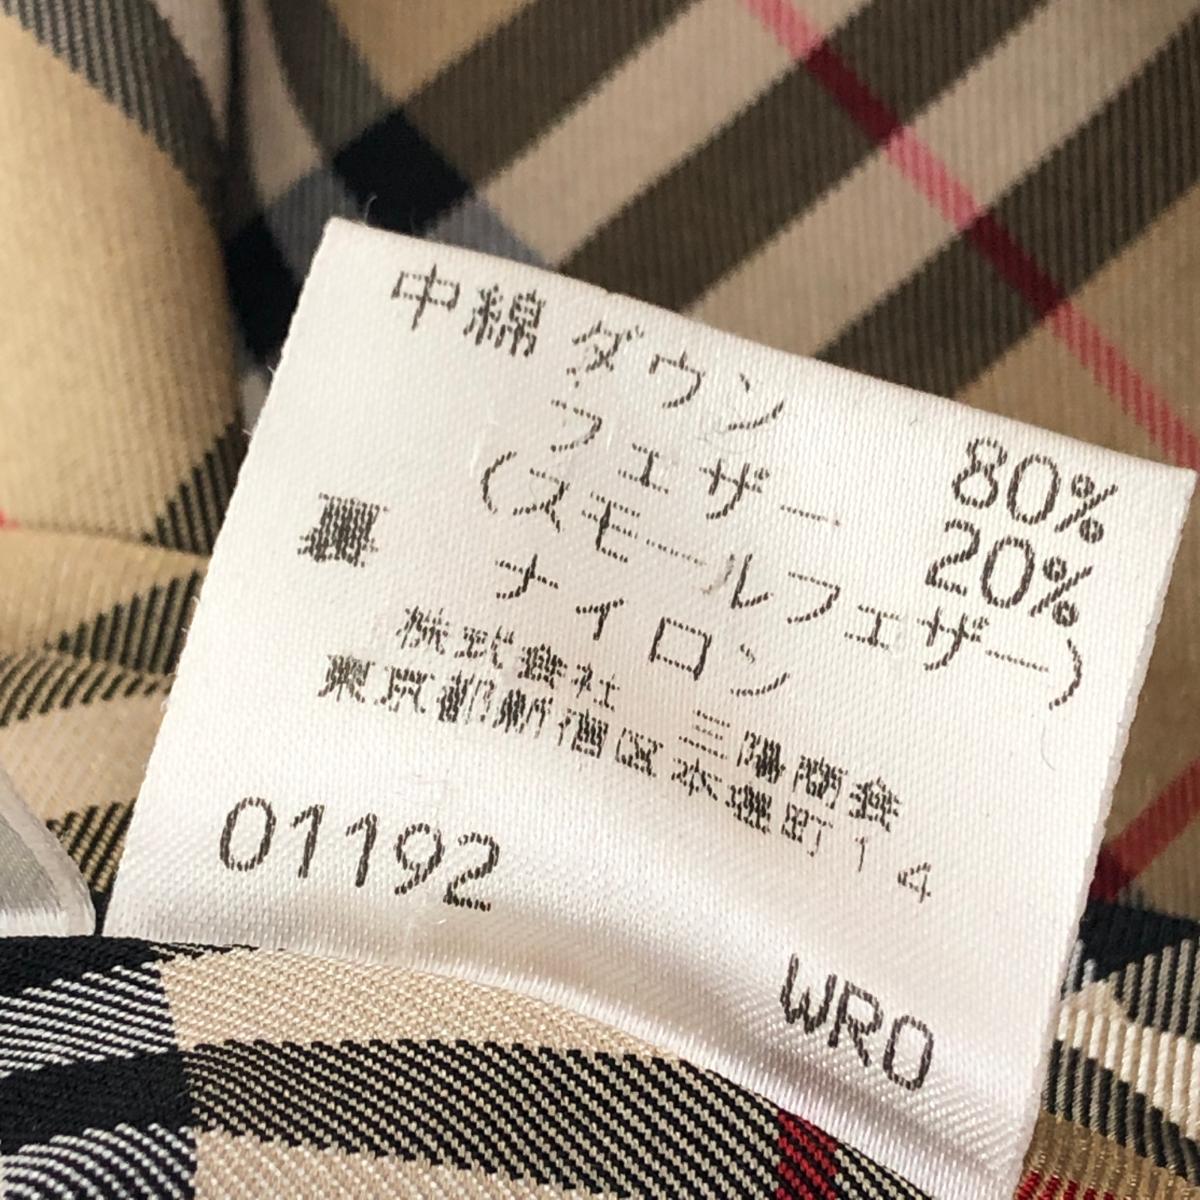 中綿 ダウン 80%
フェザー 20%
(スモールフェザー)
裏 ナイロン
株式会社 三陽商会
東京都新宿区本塩町14
01192
WRO